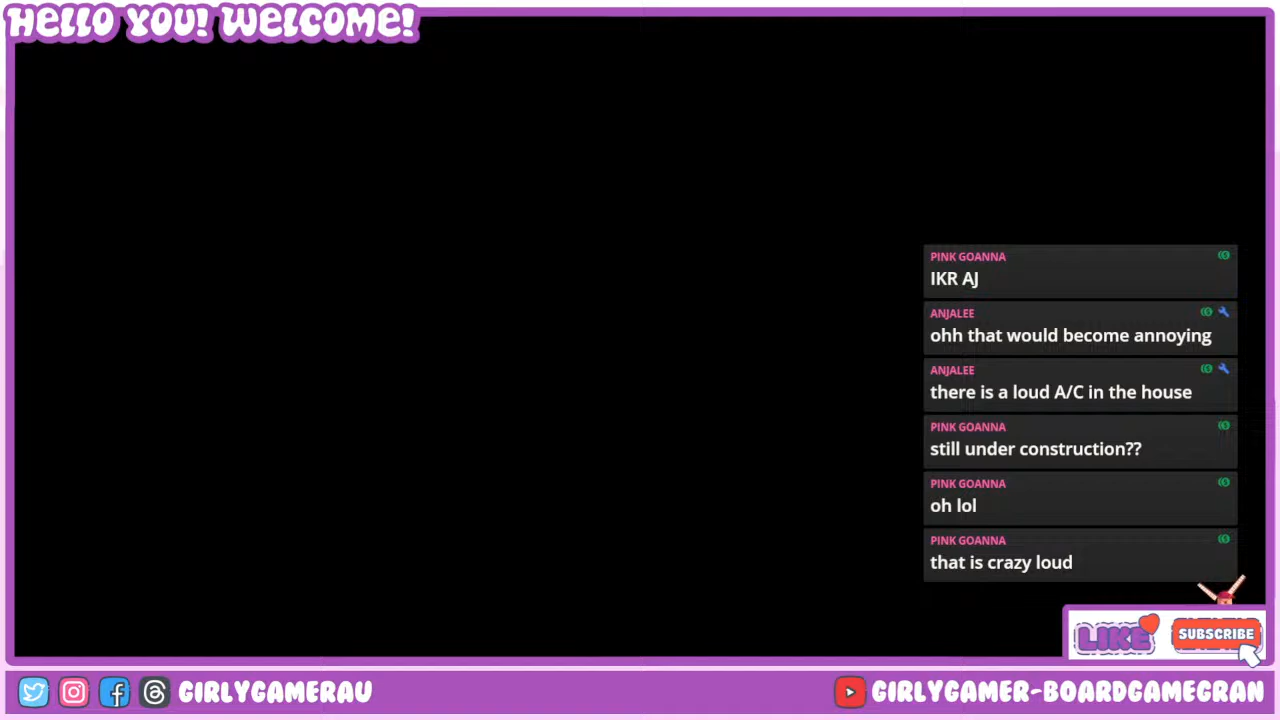 HELLO YOU! WELCOME!
PINK GOANNA
IKR AJ
ANJALEE
ohh that would become annoying
ANJALEE
there is a loud A/C in the house
PINK GOANNA
still under construction??
PINK GOANNA
oh lol
PINK GOANNA
that is crazy loud
LIKE
SUBSCRIBE
GIRLYGAMERAU
GIRLYGAMER-BOARDGAMEGRAN